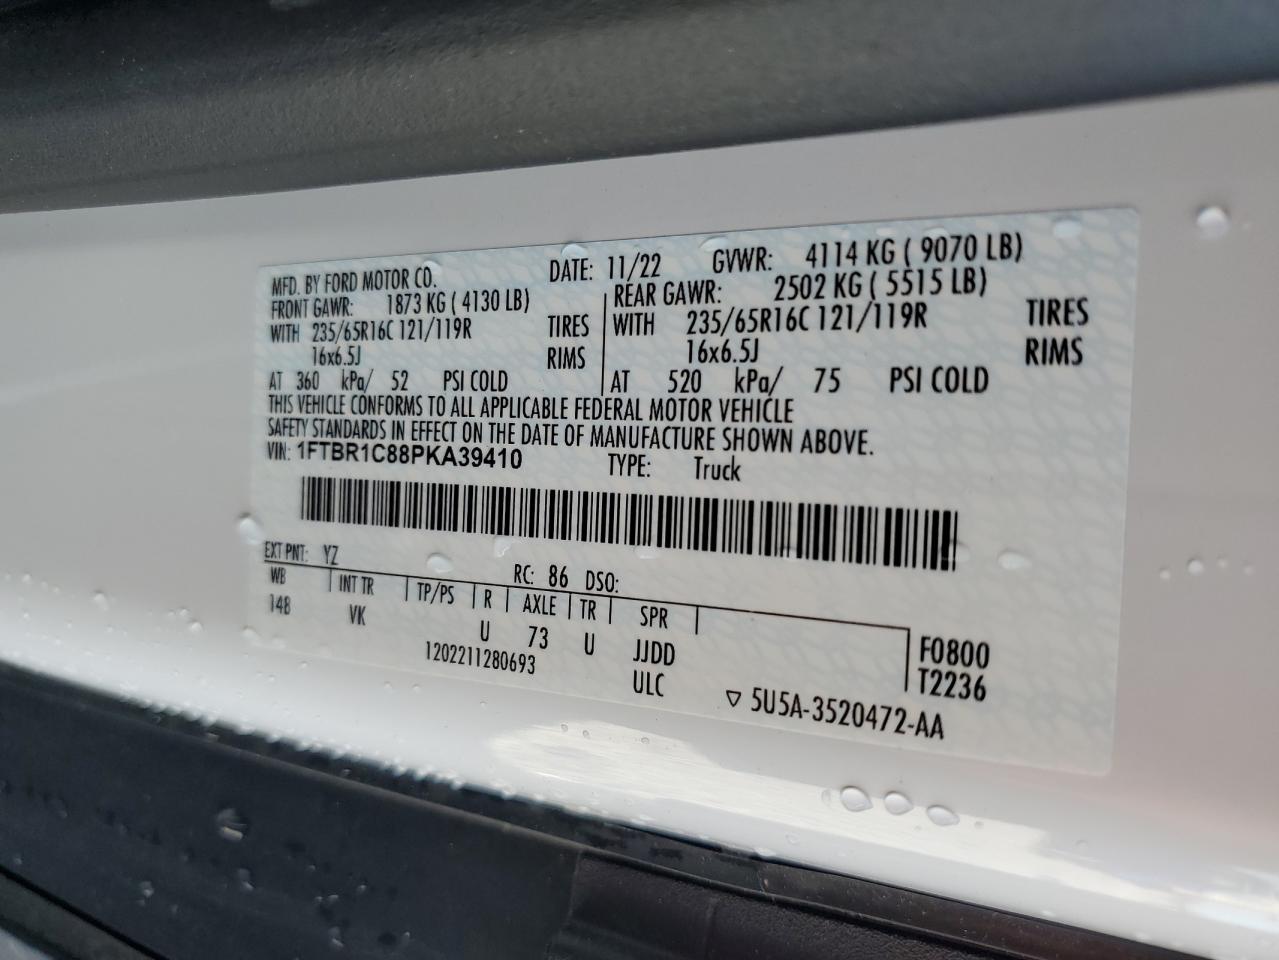 MFD. BY FORD MOTOR CO. DATE: 11/22 GVWR: 4114 KG ( 9070 LB)
FRONT GAWR: 1873 KG ( 4130 LB) REAR GAWR: 2502 KG ( 5515 LB)
WITH 235/65R16C 121/119R TIRES WITH 235/65R16C 121/119R TIRES
16x6.5J RIMS 16x6.5J RIMS
AT 360 kPa/ 52 PSI COLD AT 520 kPa/ 75 PSI COLD
THIS VEHICLE CONFORMS TO ALL APPLICABLE FEDERAL MOTOR VEHICLE
SAFETY STANDARDS IN EFFECT ON THE DATE OF MANUFACTURE SHOWN ABOVE.
VIN: 1FTBR1C88PKA39410 TYPE: Truck
EXT PNT: YZ RC: 86 DSO:
WB INT TR TP/PS R AXLE TR SPR
148 VK U 73 U JJDD F0800
1202211280693 ULC T2236
▽ 5U5A-3520472-AA